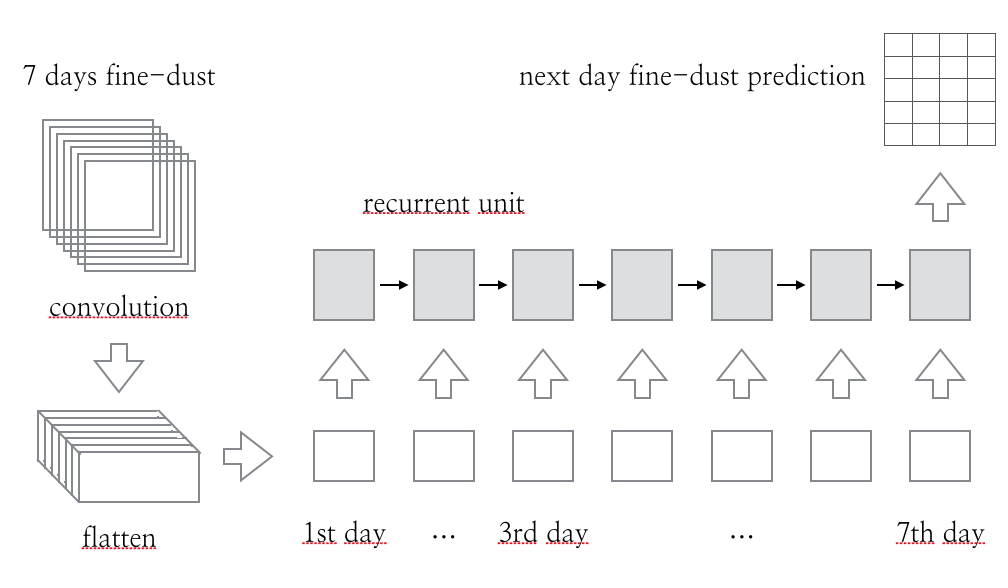 7 days fine-dust
next day fine-dust prediction
recurrent unit
convolution
flatten
1st day ... 3rd day ... 7th day